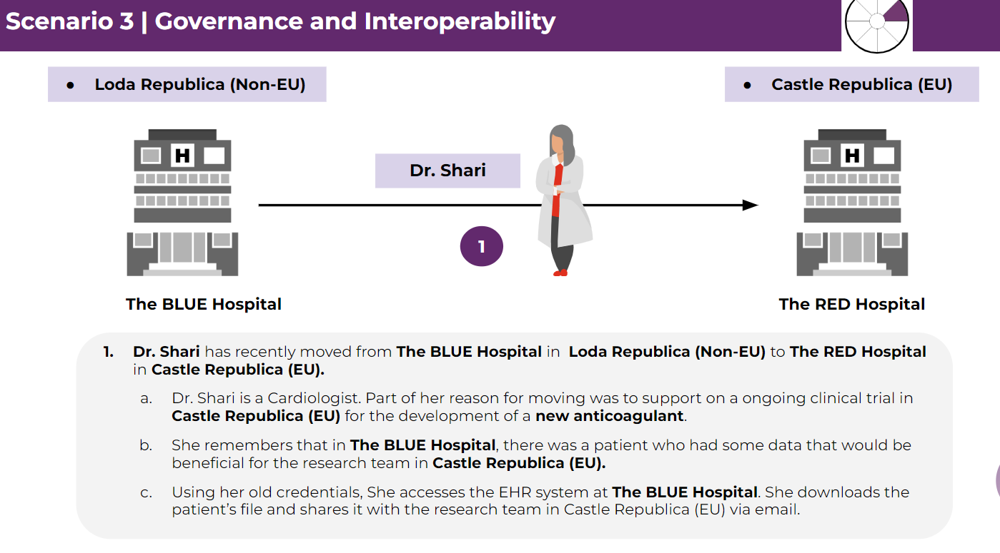 Scenario 3 | Governance and Interoperability
● Loda Republica (Non-EU)
● Castle Republica (EU)
H
H
Dr. Shari
1
The BLUE Hospital
The RED Hospital
1. Dr. Shari has recently moved from The BLUE Hospital in Loda Republica (Non-EU) to The RED Hospital
in Castle Republica (EU).
a. Dr. Shari is a Cardiologist. Part of her reason for moving was to support on a ongoing clinical trial in
Castle Republica (EU) for the development of a new anticoagulant.
b. She remembers that in The BLUE Hospital, there was a patient who had some data that would be
beneficial for the research team in Castle Republica (EU).
c. Using her old credentials, She accesses the EHR system at The BLUE Hospital. She downloads the
patient's file and shares it with the research team in Castle Republica (EU) via email.